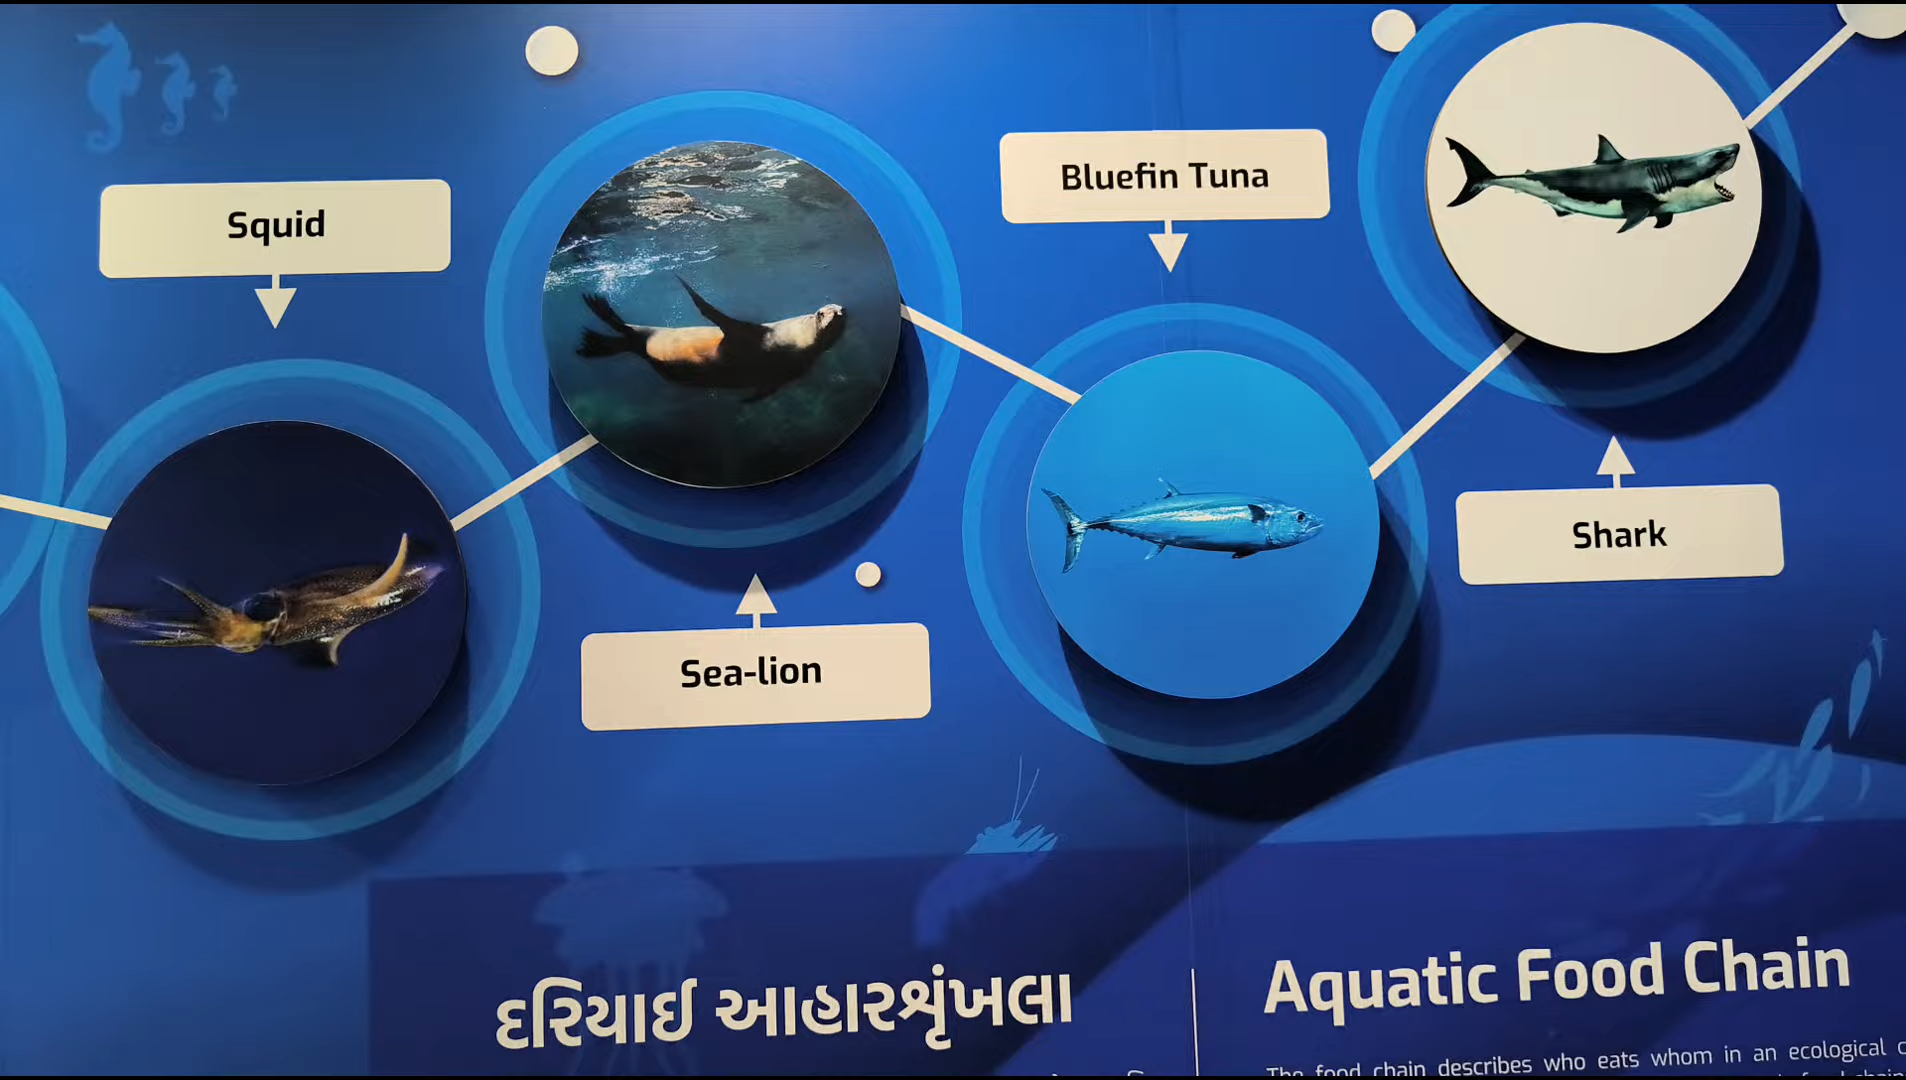 Squid
Bluefin Tuna
Shark
Sea-lion
દરિયાઈ આહારશૃંખલા
Aquatic Food Chain
The food chain describes who eats whom in an ecological